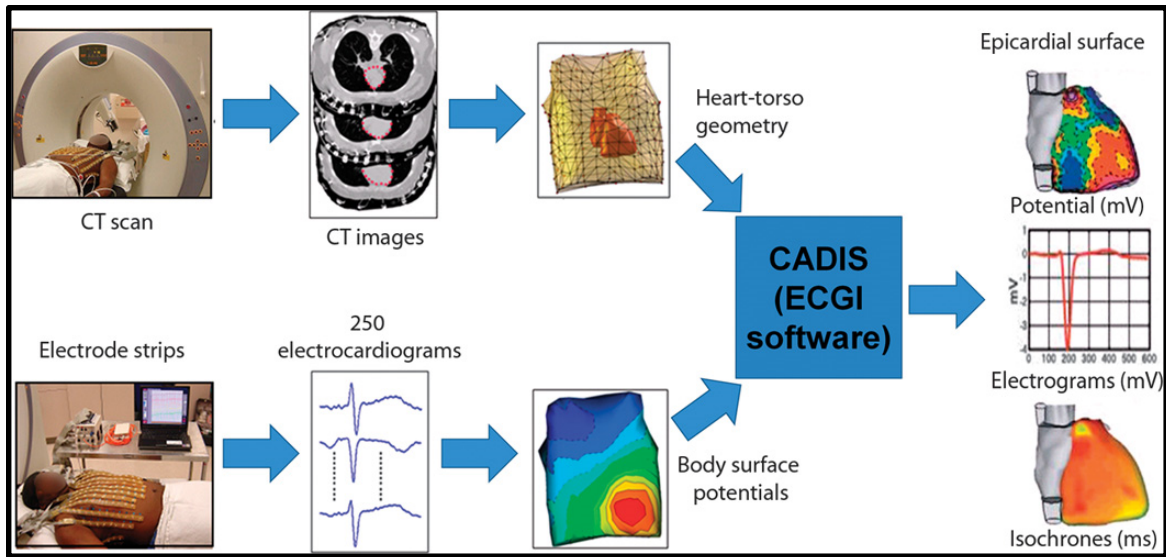 CT scan
CT images
Heart-torso
geometry
Electrode strips
250
electrocardiograms
Body surface
potentials
CADIS
(ECGI
software)
Epicardial surface
Potential (mV)
1
0
-1
-2
-3
-4
mV
0 100 200 300 400 500 600
Electrograms (mV)
Isochrones (ms)